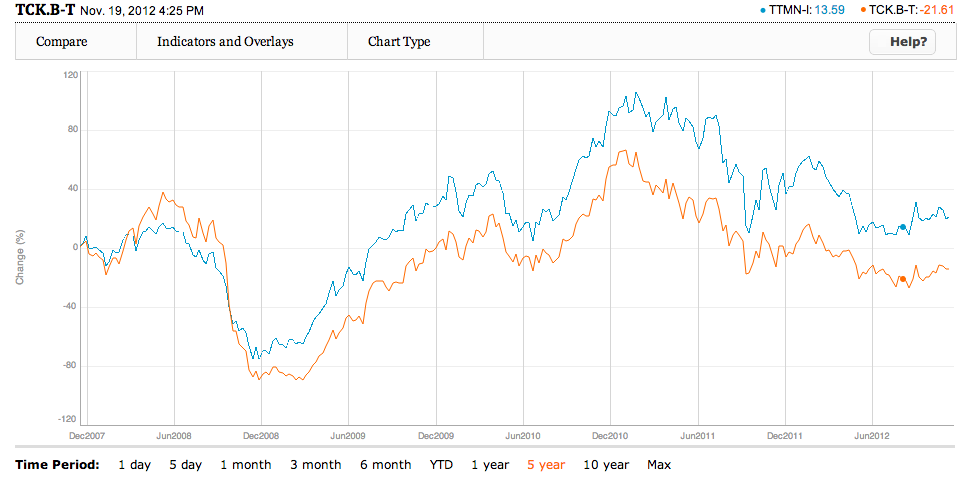 TCK.B-T Nov. 19, 2012 4:25 PM
TTMN-I: 13.59 TCK.B-T: -21.61
Compare Indicators and Overlays Chart Type Help?
Change (%)
120
80
40
0
-40
-80
-120
Dec2007 Jun2008 Dec2008 Jun2009 Dec2009 Jun2010 Dec2010 Jun2011 Dec2011 Jun2012
Time Period: 1 day 5 day 1 month 3 month 6 month YTD 1 year 5 year 10 year Max